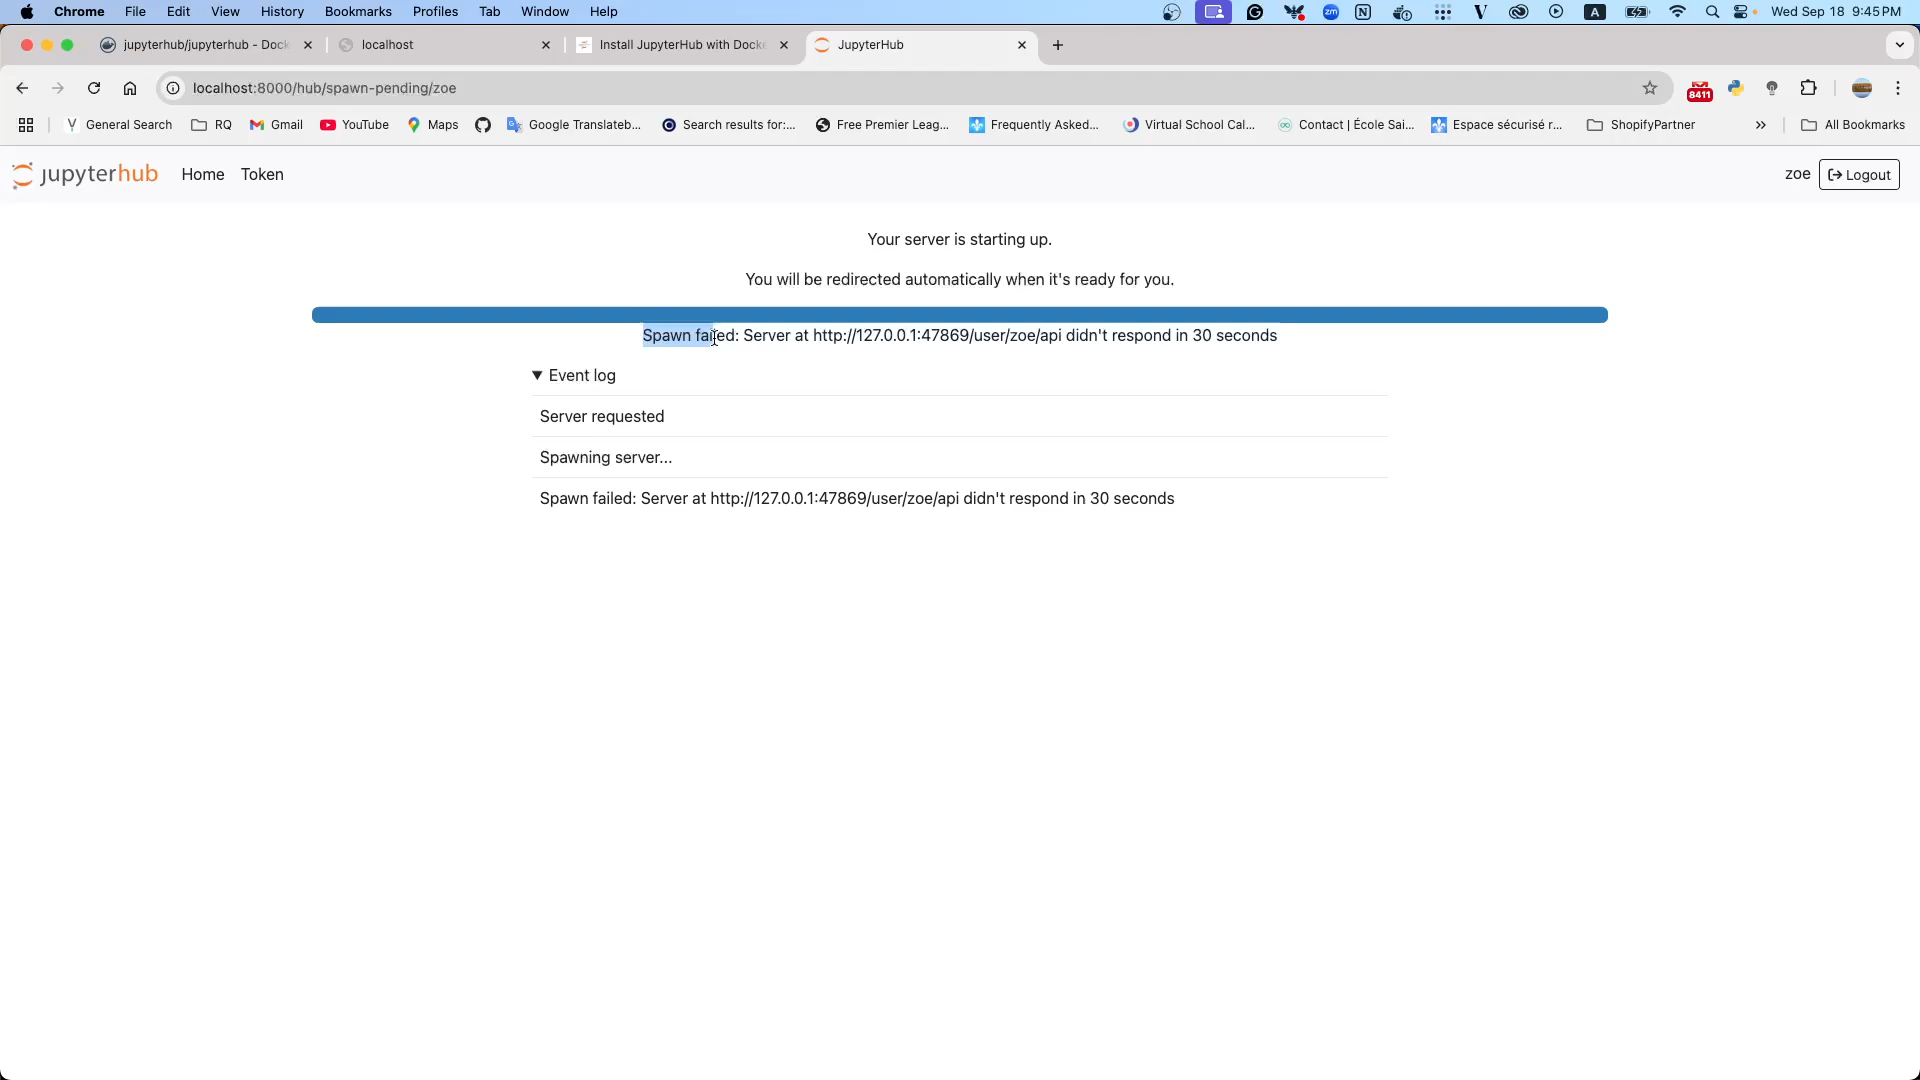 Chrome File Edit View History Bookmarks Profiles Tab Window Help zm N V A Wed Sep 18 9:45 PM
jupyterhub/jupyterhub - Dock localhost Install JupyterHub with Docke JupyterHub
localhost:8000/hub/spawn-pending/zoe 8411
General Search RQ Gmail YouTube Maps Google Translateb... Search results for:... Free Premier Leag... Frequently Asked... Virtual School Cal... Contact | École Sai... Espace sécurisé r... ShopifyPartner » All Bookmarks
jupyterhub Home Token zoe Logout
Your server is starting up.
You will be redirected automatically when it's ready for you.
Spawn failed: Server at http://127.0.0.1:47869/user/zoe/api didn't respond in 30 seconds
Event log
Server requested
Spawning server...
Spawn failed: Server at http://127.0.0.1:47869/user/zoe/api didn't respond in 30 seconds